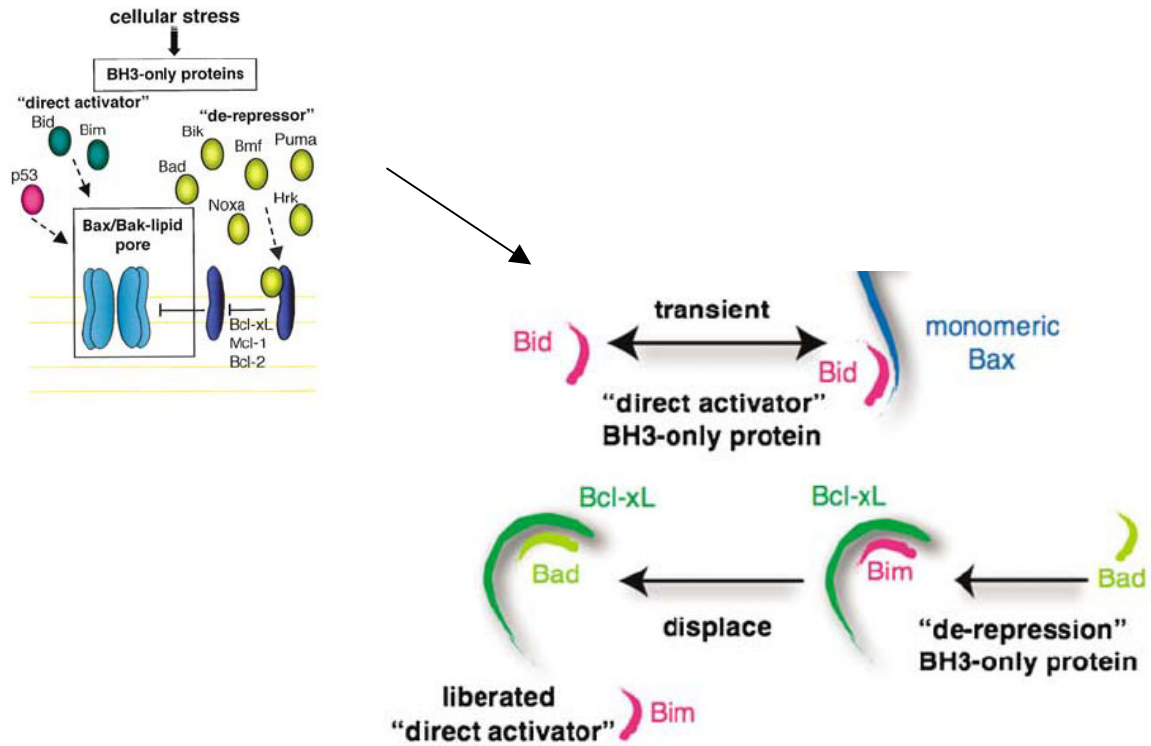 cellular stress
BH3-only proteins
"direct activator"
Bid
Bim
p53
"de-repressor"
Bik
Bmf
Puma
Bad
Noxa
Hrk
Bax/Bak-lipid
pore
Bcl-xL
Mcl-1
Bcl-2
Bid
transient
"direct activator"
BH3-only protein
Bid
monomeric
Bax
Bcl-xL
Bad
displace
Bcl-xL
Bim
Bad
"de-repression"
BH3-only protein
liberated
"direct activator"
Bim